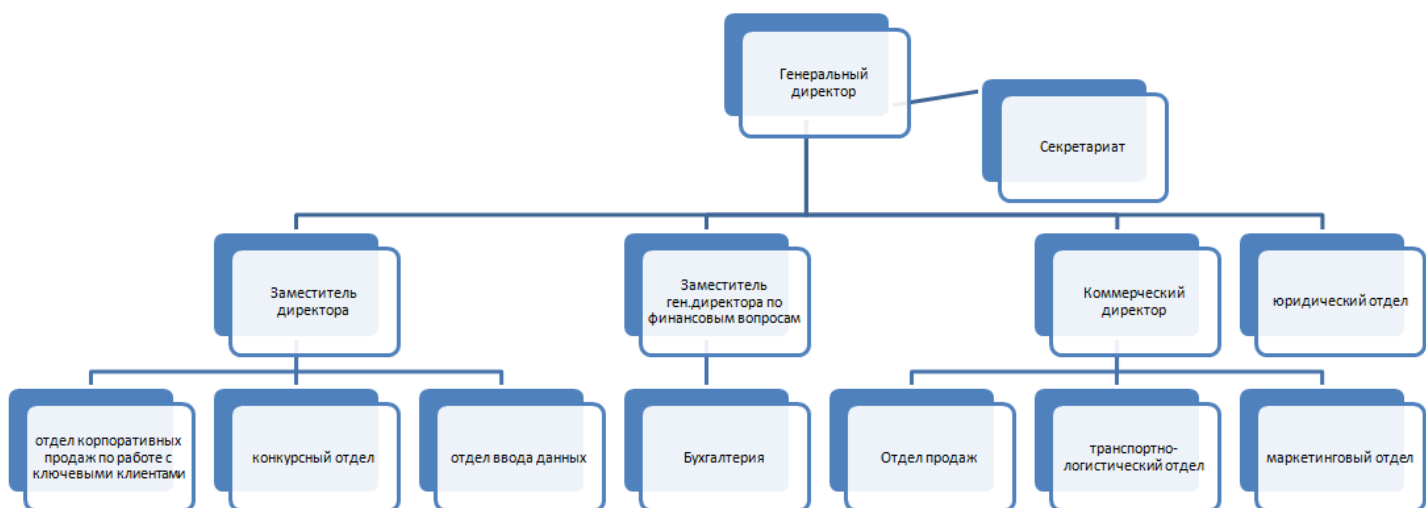 Генеральный
директор
Секретариат
Заместитель
директора
Заместитель
ген.директора по
финансовым вопросам
Коммерческий
директор
юридический отдел
отдел корпоративных
продаж по работе с
ключевыми клиентами
конкурсный отдел
отдел ввода данных
Бухгалтерия
Отдел продаж
транспортно-
логистический отдел
маркетинговый отдел